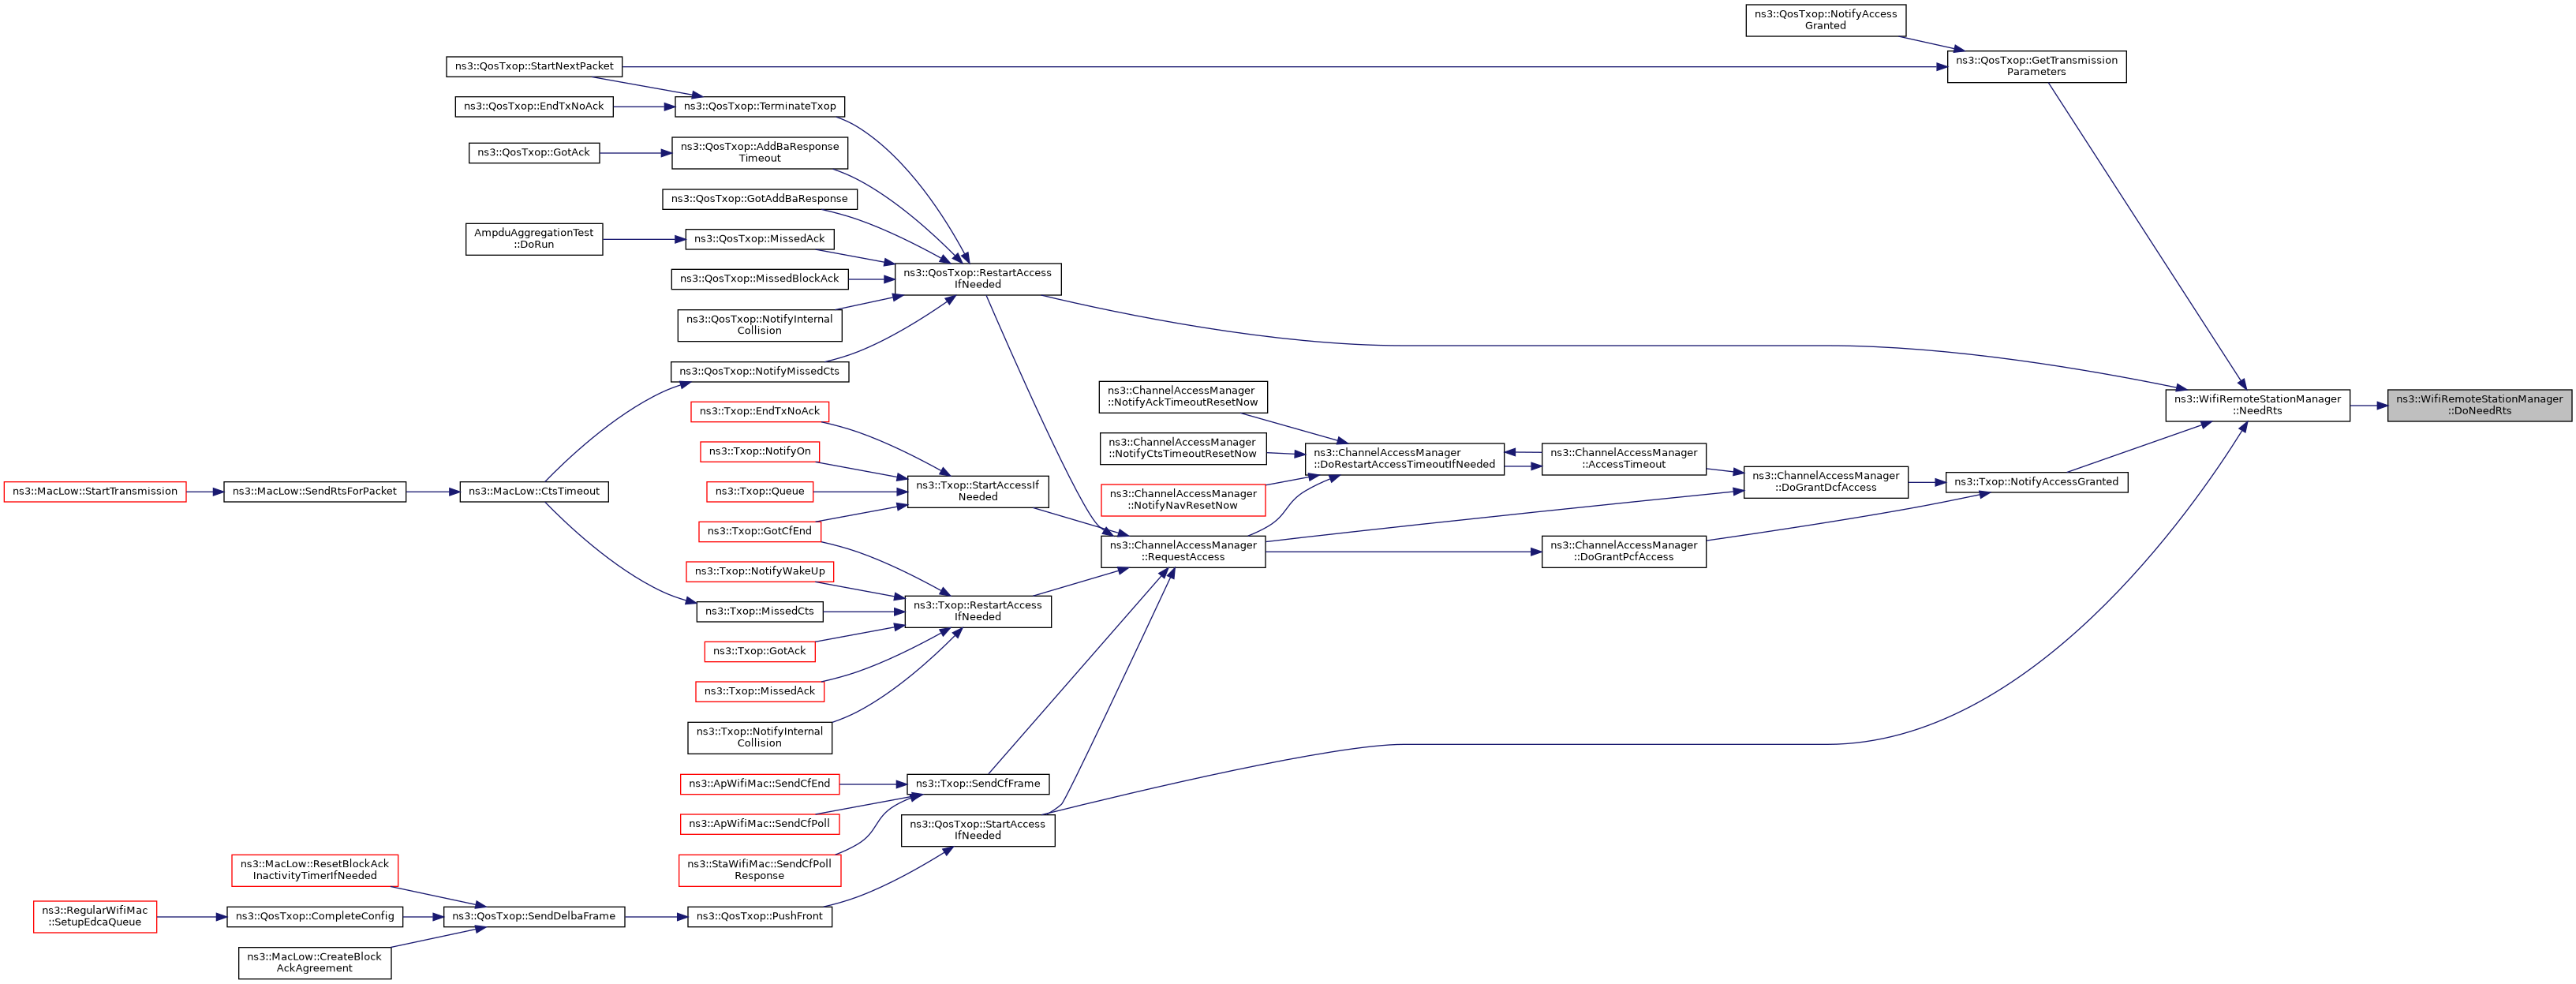 ns3::QosTxop::NotifyAccess
Granted
ns3::QosTxop::StartNextPacket
ns3::QosTxop::GetTransmission
Parameters
ns3::QosTxop::EndTxNoAck
ns3::QosTxop::TerminateTxop
ns3::QosTxop::GotAck
ns3::QosTxop::AddBaResponse
Timeout
ns3::QosTxop::GotAddBaResponse
AmpduAggregationTest
::DoRun
ns3::QosTxop::MissedAck
ns3::QosTxop::MissedBlockAck
ns3::QosTxop::RestartAccess
IfNeeded
ns3::QosTxop::NotifyInternal
Collision
ns3::QosTxop::NotifyMissedCts
ns3::ChannelAccessManager
::NotifyAckTimeoutResetNow
ns3::WifiRemoteStationManager
::NeedRts
ns3::WifiRemoteStationManager
::DoNeedRts
ns3::Txop::EndTxNoAck
ns3::Txop::NotifyOn
ns3::ChannelAccessManager
::NotifyCtsTimeoutResetNow
ns3::ChannelAccessManager
::DoRestartAccessTimeoutIfNeeded
ns3::ChannelAccessManager
::AccessTimeout
ns3::ChannelAccessManager
::DoGrantDcfAccess
ns3::Txop::NotifyAccessGranted
ns3::MacLow::StartTransmission
ns3::MacLow::SendRtsForPacket
ns3::MacLow::CtsTimeout
ns3::Txop::Queue
ns3::Txop::StartAccessIf
Needed
ns3::ChannelAccessManager
::NotifyNavResetNow
ns3::Txop::GotCfEnd
ns3::ChannelAccessManager
::RequestAccess
ns3::ChannelAccessManager
::DoGrantPcfAccess
ns3::Txop::NotifyWakeUp
ns3::Txop::MissedCts
ns3::Txop::RestartAccess
IfNeeded
ns3::Txop::GotAck
ns3::Txop::MissedAck
ns3::Txop::NotifyInternal
Collision
ns3::ApWifiMac::SendCfEnd
ns3::Txop::SendCfFrame
ns3::ApWifiMac::SendCfPoll
ns3::QosTxop::StartAccess
IfNeeded
ns3::StaWifiMac::SendCfPoll
Response
ns3::MacLow::ResetBlockAck
InactivityTimerIfNeeded
ns3::RegularWifiMac
::SetupEdcaQueue
ns3::QosTxop::CompleteConfig
ns3::QosTxop::SendDelbaFrame
ns3::QosTxop::PushFront
ns3::MacLow::CreateBlock
AckAgreement